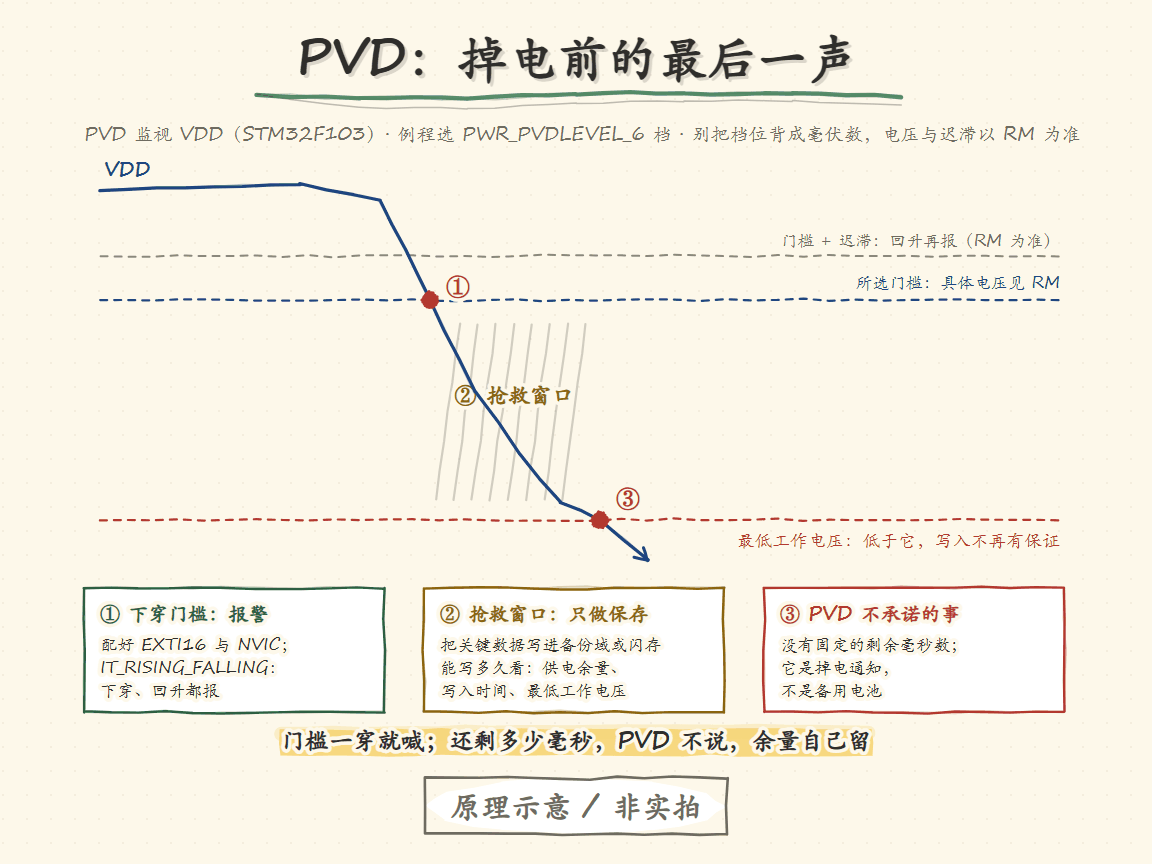 PVD：掉电前的最后一声
PVD 监视 VDD（STM32F103）· 例程选 PWR_PVDLEVEL_6 档 · 别把档位背成毫伏数，电压与迟滞以 RM 为准
VDD
门槛 + 迟滞：回升再报（RM 为准）
所选门槛：具体电压见 RM
①
② 抢救窗口
③
最低工作电压：低于它，写入不再有保证
① 下穿门槛：报警
配好 EXTI16 与 NVIC；
IT_RISING_FALLING：
下穿、回升都报
② 抢救窗口：只做保存
把关键数据写进备份域或闪存
能写多久看：供电余量、
写入时间、最低工作电压
③ PVD 不承诺的事
没有固定的剩余毫秒数；
它是掉电通知，
不是备用电池
门槛一穿就喊；还剩多少毫秒，PVD 不说，余量自己留
原理示意 / 非实拍